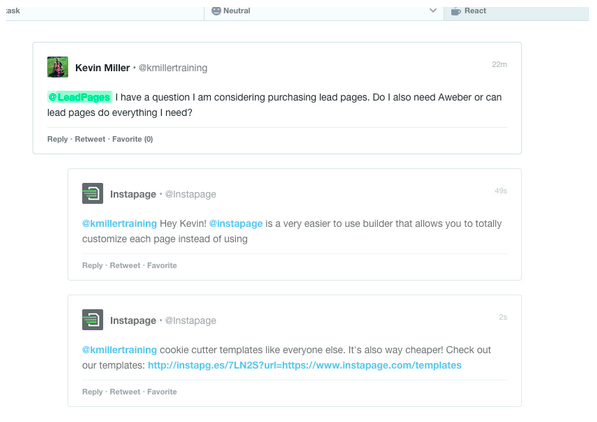 Neutral
React
Kevin Miller · @kmillertraining
22m
@LeadPages I have a question I am considering purchasing lead pages. Do I also need Aweber or can
lead pages do everything I need?
Reply · Retweet · Favorite (0)
Instapage · @Instapage
49s
@kmillertraining Hey Kevin! @instapage is a very easier to use builder that allows you to totally
customize each page instead of using
Reply · Retweet · Favorite
Instapage · @Instapage
2s
@kmillertraining cookie cutter templates like everyone else. It's also way cheaper! Check out
our templates: http://instapg.es/7LN2S?url=https://www.instapage.com/templates
Reply · Retweet · Favorite